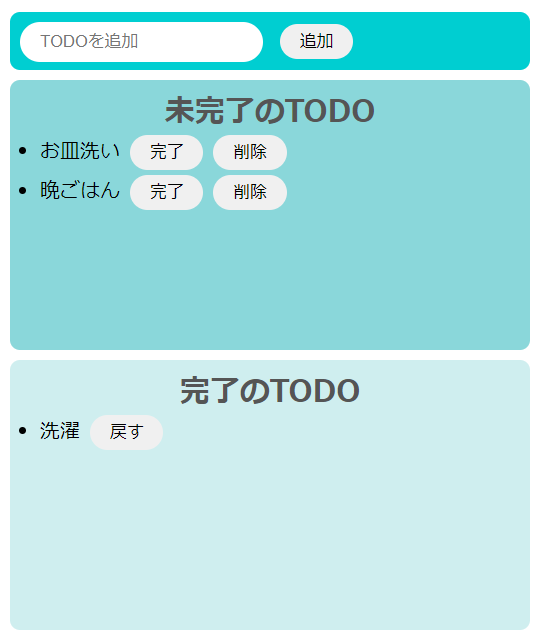 TODOを追加 追加
未完了のTODO
お皿洗い 完了 削除
晩ごはん 完了 削除
完了のTODO
洗濯 戻す